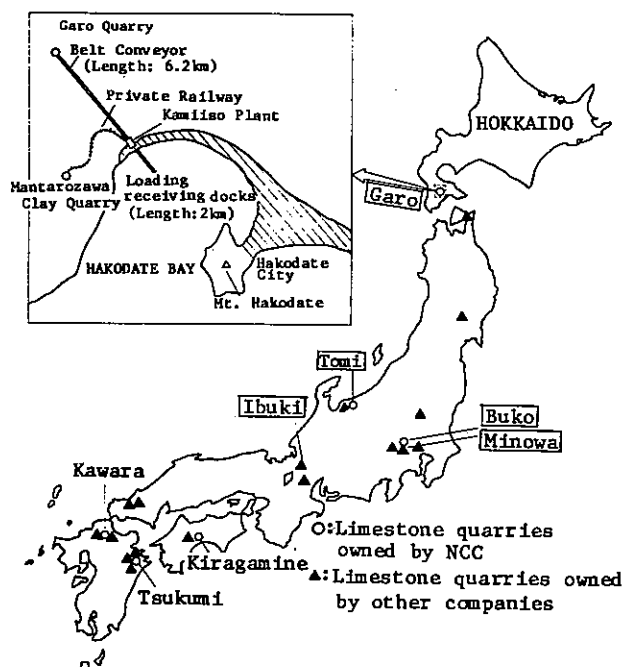 Garo Quarry
Belt Conveyor
(Length: 6.2km)
Private Railway
Kamiiso Plant
Mantarozawa
Clay Quarry
Loading
receiving docks
(Length:2km)
HAKODATE BAY
Hakodate
City
Mt. Hakodate
HOKKAIDO
Garo
Tomi
Ibuki
Buko
Minowa
Kawara
Kiragamine
Tsukumi
○:Limestone quarries
owned by NCC
▲:Limestone quarries owned
by other companies